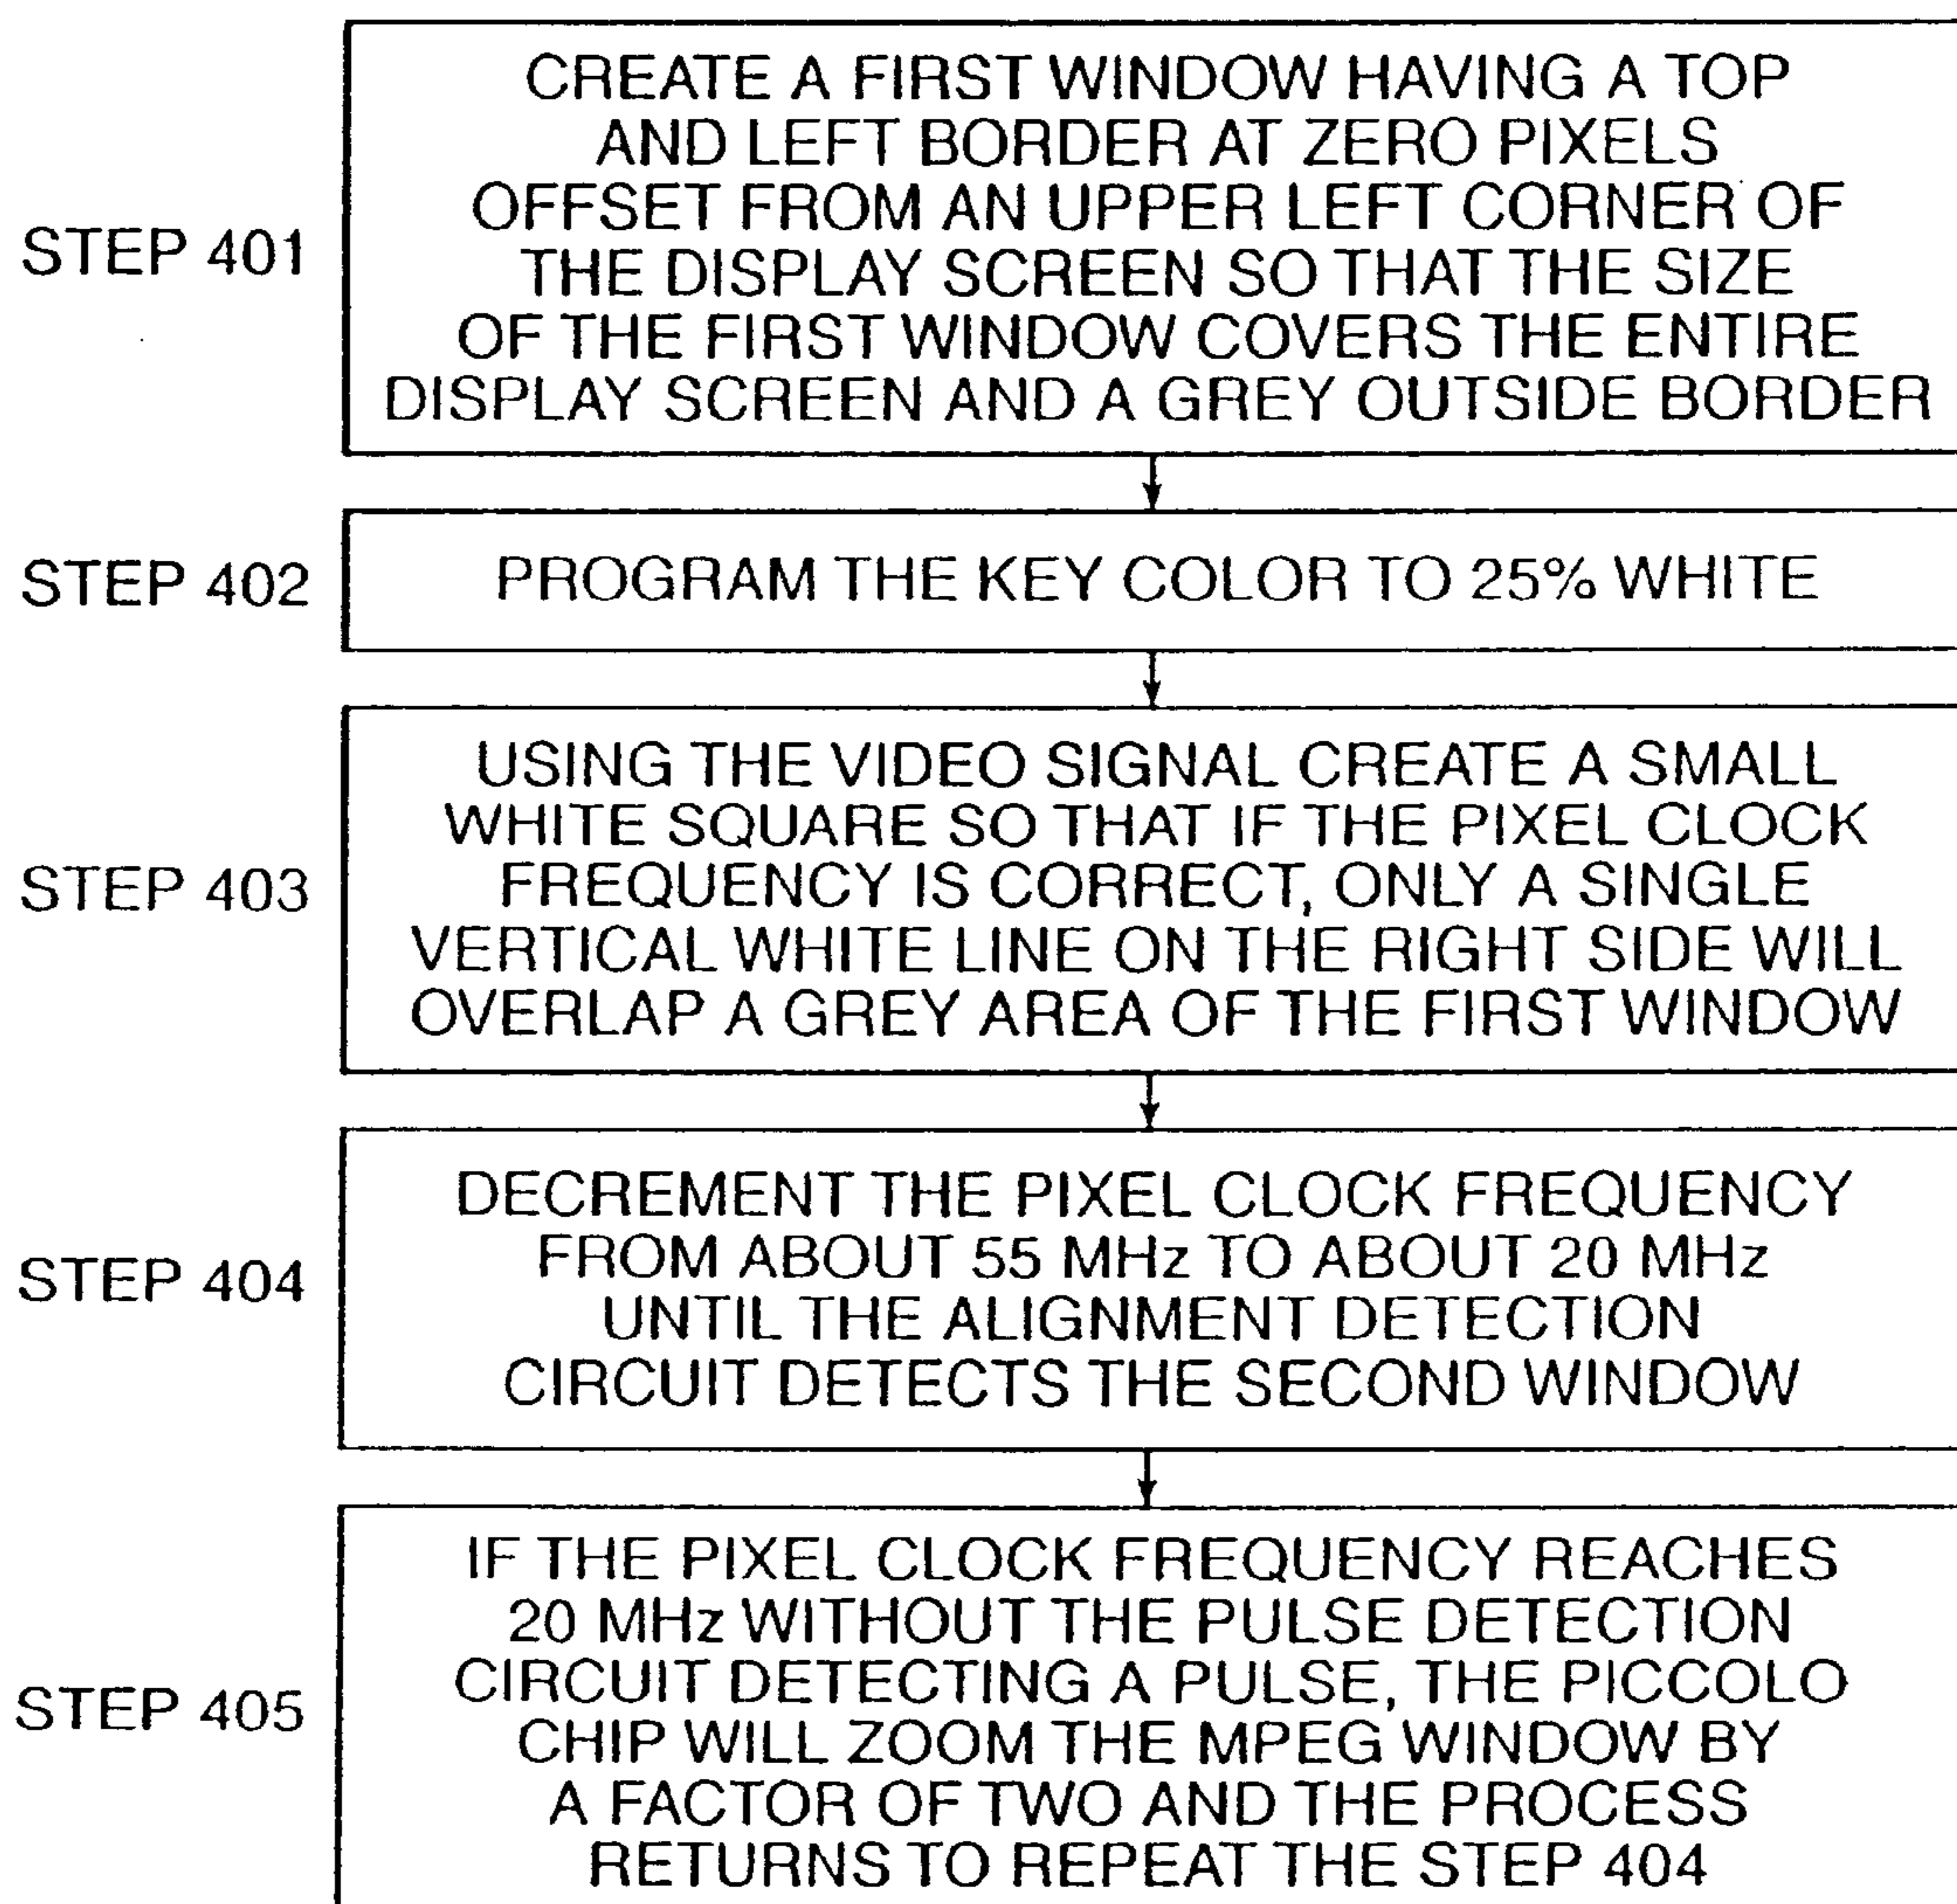 STEP 401
CREATE A FIRST WINDOW HAVING A TOP
AND LEFT BORDER AT ZERO PIXELS
OFFSET FROM AN UPPER LEFT CORNER OF
THE DISPLAY SCREEN SO THAT THE SIZE
OF THE FIRST WINDOW COVERS THE ENTIRE
DISPLAY SCREEN AND A GREY OUTSIDE BORDER
STEP 402
PROGRAM THE KEY COLOR TO 25% WHITE
STEP 403
USING THE VIDEO SIGNAL CREATE A SMALL
WHITE SQUARE SO THAT IF THE PIXEL CLOCK
FREQUENCY IS CORRECT, ONLY A SINGLE
VERTICAL WHITE LINE ON THE RIGHT SIDE WILL
OVERLAP A GREY AREA OF THE FIRST WINDOW
STEP 404
DECREMENT THE PIXEL CLOCK FREQUENCY
FROM ABOUT 55 MHz TO ABOUT 20 MHz
UNTIL THE ALIGNMENT DETECTION
CIRCUIT DETECTS THE SECOND WINDOW
STEP 405
IF THE PIXEL CLOCK FREQUENCY REACHES
20 MHz WITHOUT THE PULSE DETECTION
CIRCUIT DETECTING A PULSE, THE PICCOLO
CHIP WILL ZOOM THE MPEG WINDOW BY
A FACTOR OF TWO AND THE PROCESS
RETURNS TO REPEAT THE STEP 404